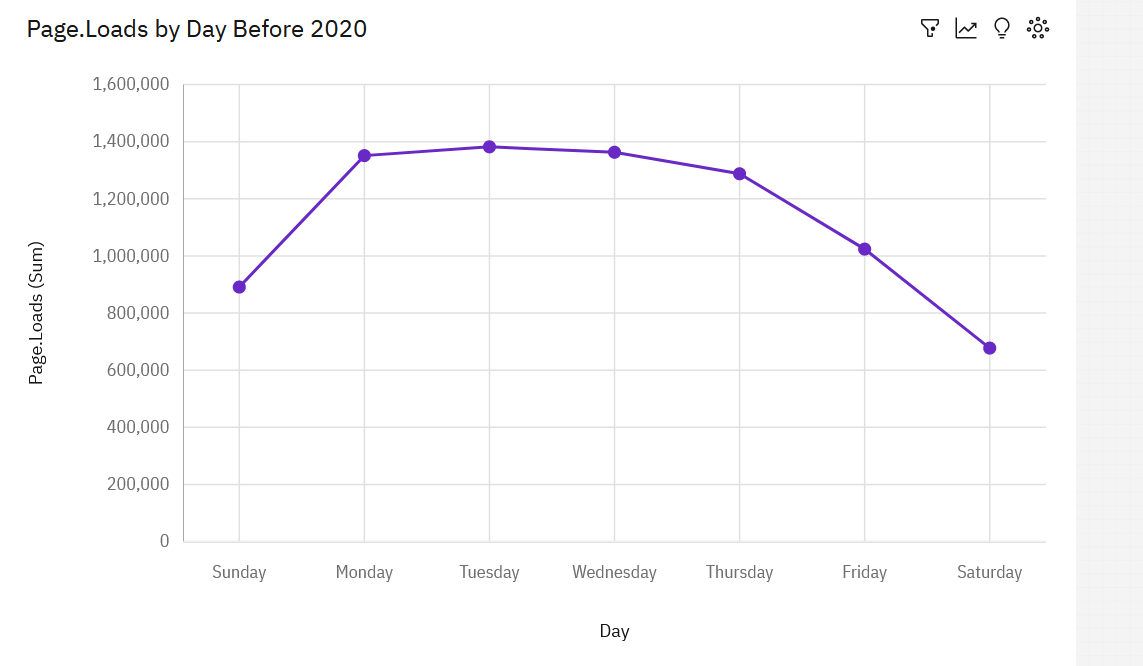 Page.Loads by Day Before 2020
1,600,000
1,400,000
1,200,000
1,000,000
800,000
600,000
400,000
200,000
0
Page.Loads (Sum)
Sunday Monday Tuesday Wednesday Thursday Friday Saturday
Day